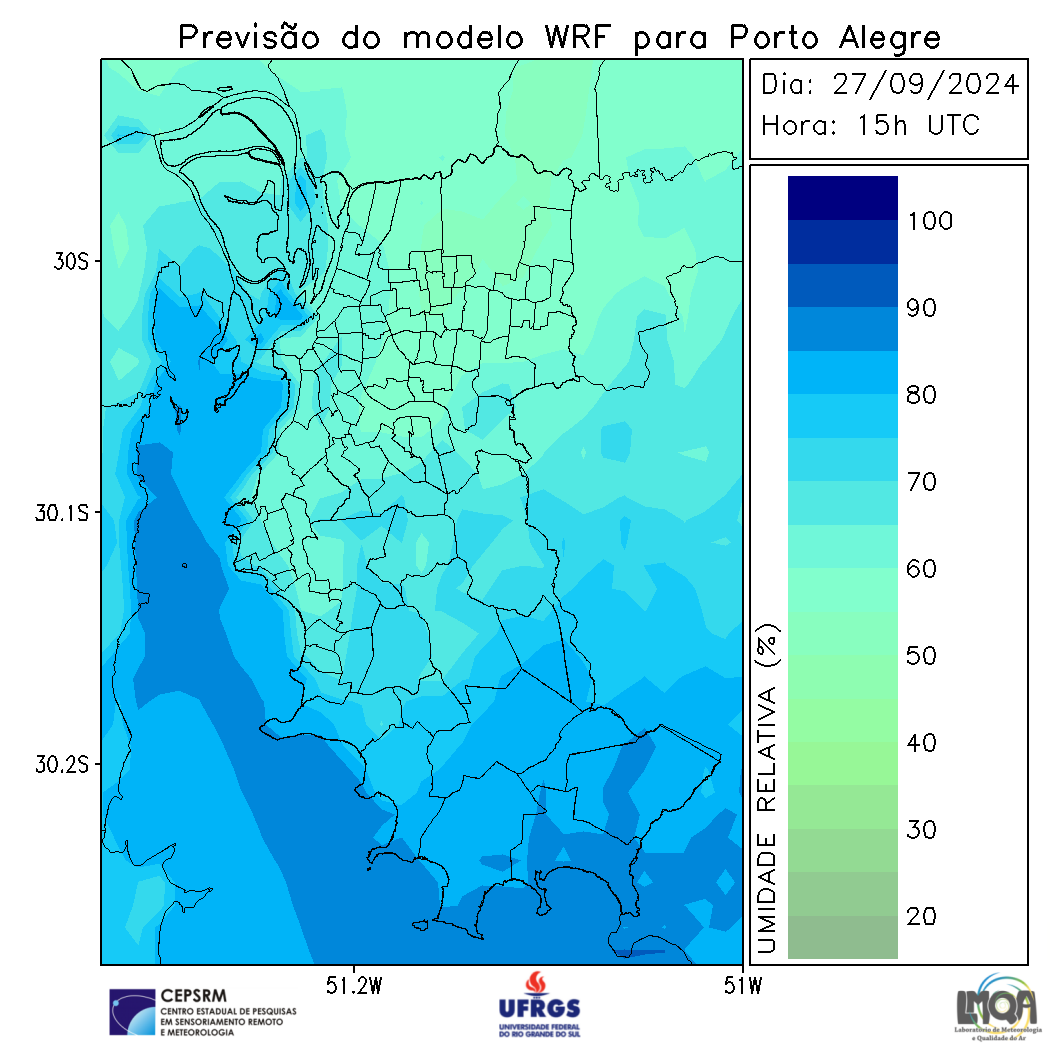 Previsão do modelo WRF para Porto Alegre
Dia: 27/09/2024
Hora: 15h UTC
100
90
80
70
60
50
40
30
20
UMIDADE RELATIVA (%)
30S
30.1S
30.2S
51.2W
51W
CEPSRM
CENTRO ESTADUAL DE PESQUISAS
EM SENSORIAMENTO REMOTO
E METEOROLOGIA
UFRGS
UNIVERSIDADE FEDERAL
DO RIO GRANDE DO SUL
LMQA
Laboratório de Meteorologia
e Qualidade do Ar